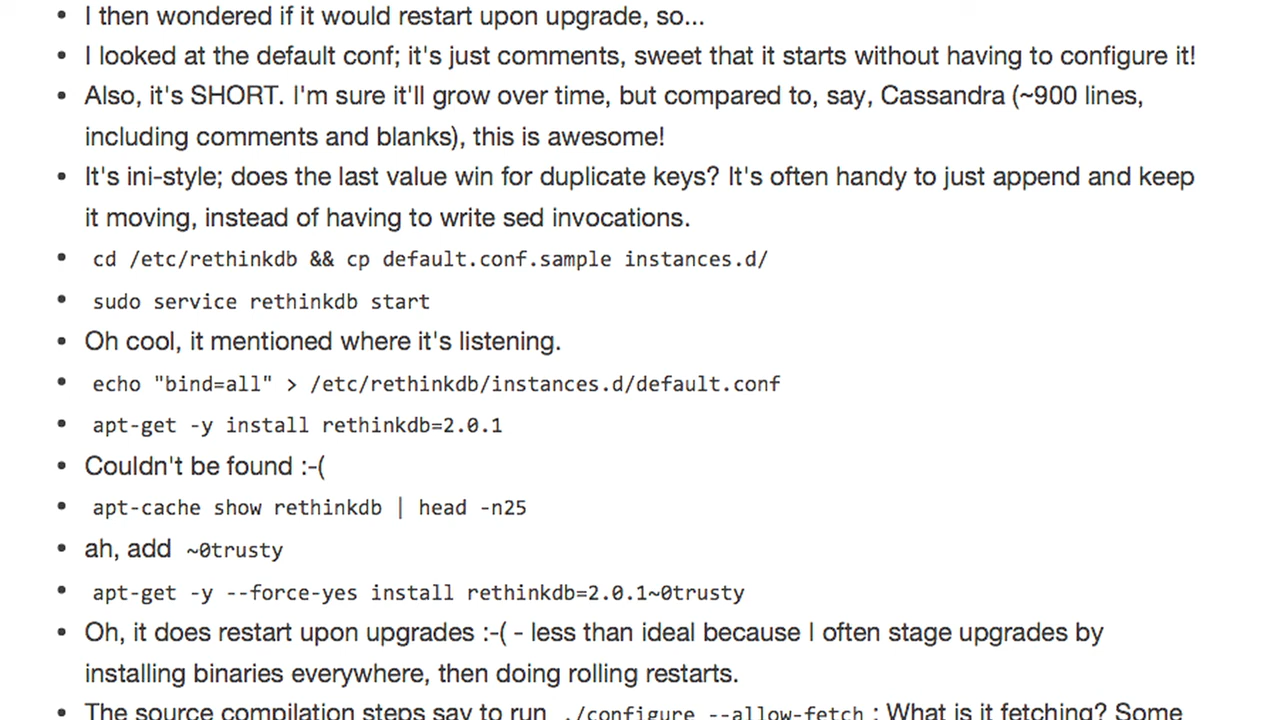 • I then wondered if it would restart upon upgrade, so...
• I looked at the default conf; it's just comments, sweet that it starts without having to configure it!
• Also, it's SHORT. I'm sure it'll grow over time, but compared to, say, Cassandra (~900 lines,
including comments and blanks), this is awesome!
• It's ini-style; does the last value win for duplicate keys? It's often handy to just append and keep
it moving, instead of having to write sed invocations.
• cd /etc/rethinkdb && cp default.conf.sample instances.d/
• sudo service rethinkdb start
• Oh cool, it mentioned where it's listening.
• echo "bind=all" > /etc/rethinkdb/instances.d/default.conf
• apt-get -y install rethinkdb=2.0.1
• Couldn't be found :-(
• apt-cache show rethinkdb | head -n25
• ah, add ~0trusty
• apt-get -y --force-yes install rethinkdb=2.0.1~0trusty
• Oh, it does restart upon upgrades :-( - less than ideal because I often stage upgrades by
installing binaries everywhere, then doing rolling restarts.
• The source compilation steps say to run ./configure --allow-fetch : What is it fetching? Some